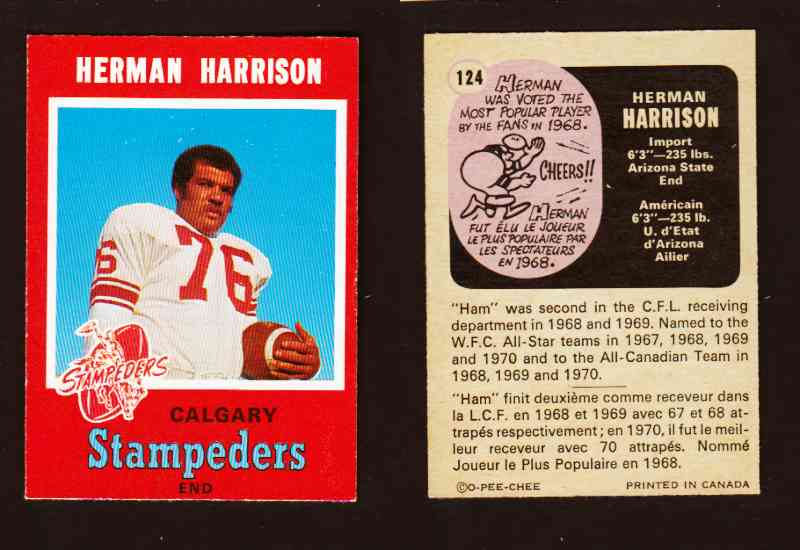 HERMAN HARRISON
76
76
STAMPEDERS
CALGARY
Stampeders
END
124
HERMAN
WAS VOTED THE
MOST POPULAR PLAYER
BY THE FANS IN 1968.
CHEERS!!
HERMAN
FUT ÉLU LE JOUEUR
LE PLUS POPULAIRE PAR
LES SPECTATEURS
EN 1968.
HERMAN
HARRISON
Import
6'3"—235 lbs.
Arizona State
End
Américain
6'3"—235 lb.
U. d'Etat
d'Arizona
Ailier
"Ham" was second in the C.F.L. receiving
department in 1968 and 1969. Named to the
W.F.C. All-Star teams in 1967, 1968, 1969
and 1970 and to the All-Canadian Team in
1968, 1969 and 1970.
"Ham" finit deuxième comme receveur dans
la L.C.F. en 1968 et 1969 avec 67 et 68 at-
trapés respectivement; en 1970, il fut le meil-
leur receveur avec 70 attrapés. Nommé
Joueur le Plus Populaire en 1968.
©O-PEE-CHEE
PRINTED IN CANADA